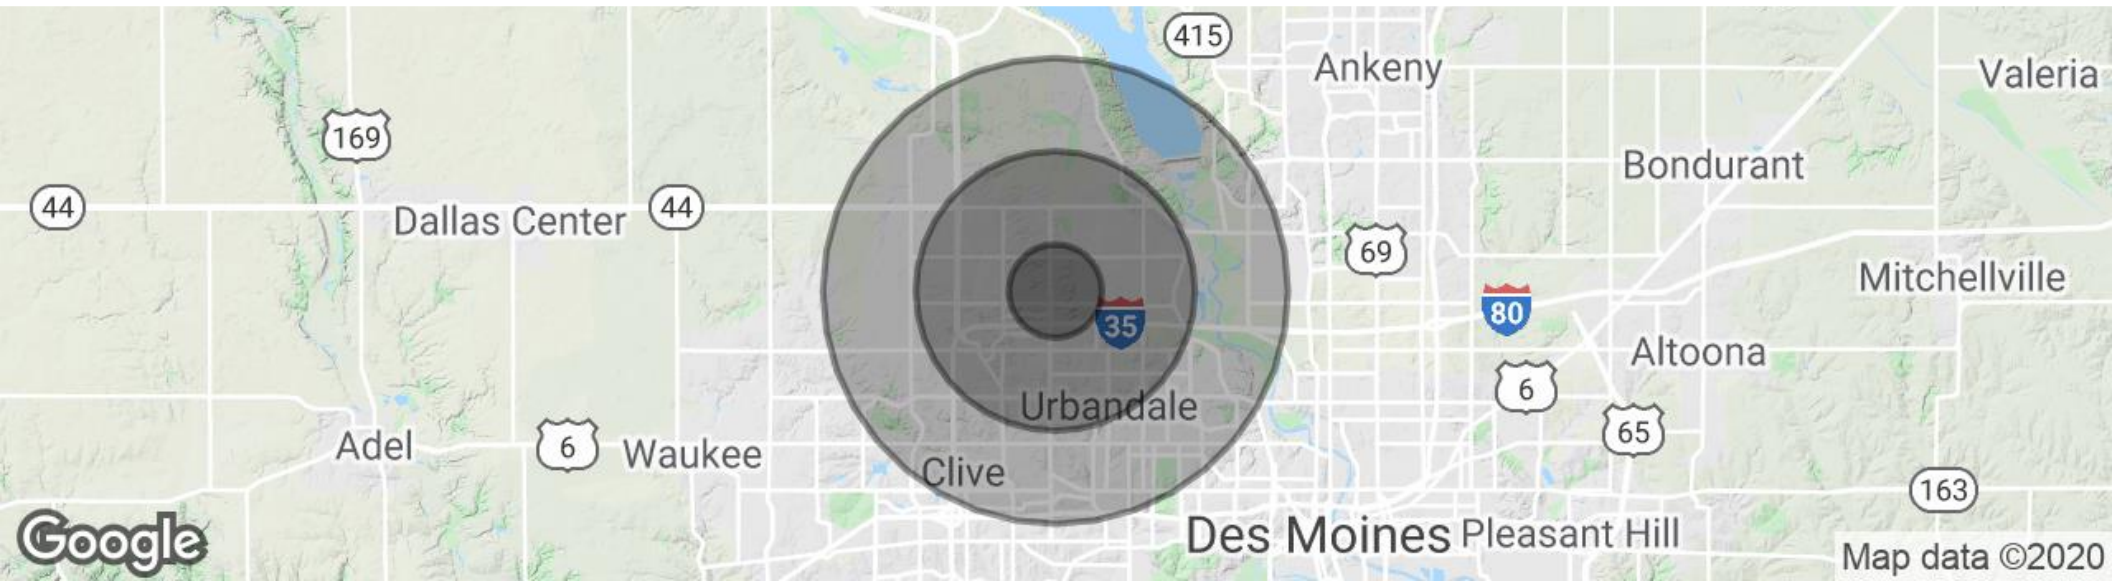 415
Ankeny
Valeria
169
Bondurant
44
Dallas Center
44
69
Mitchellville
35
80
Altoona
6
Urbandale
65
Adel
6
Waukee
Clive
163
Google
Des Moines
Pleasant Hill
Map data ©2020